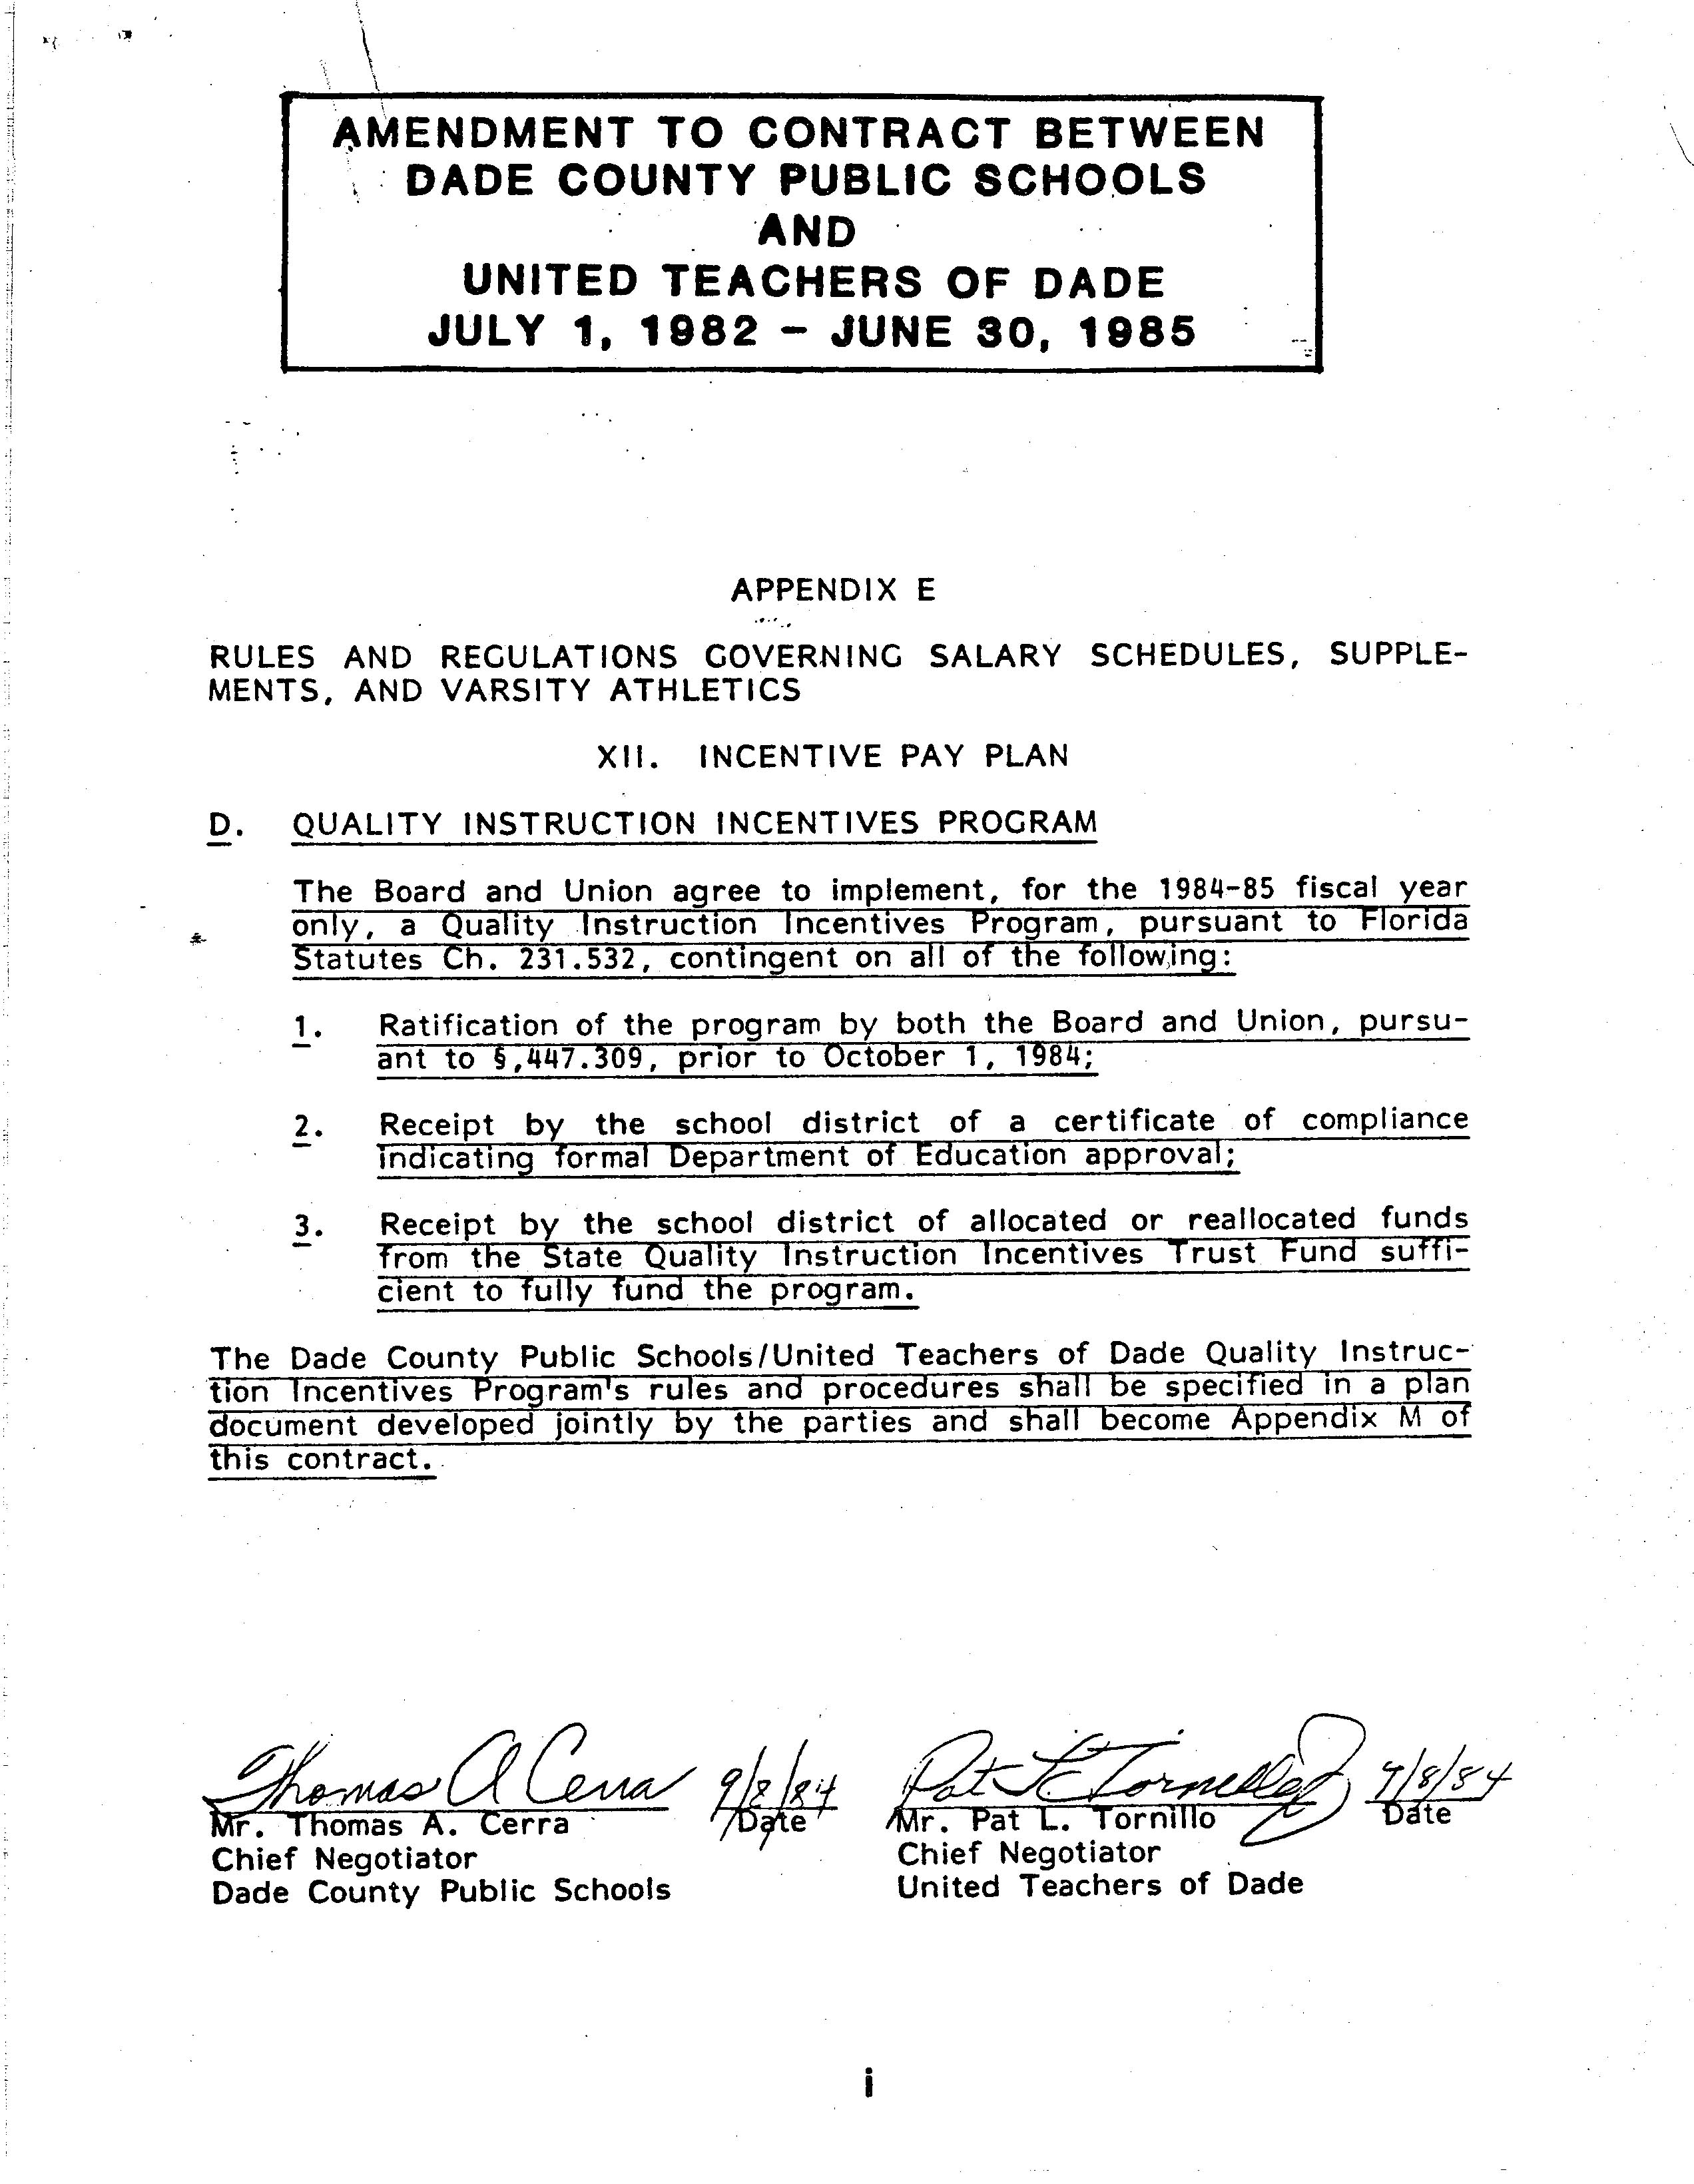 AMENDMENT TO CONTRACT BETWEEN
DADE COUNTY PUBLIC SCHOOLS
AND
UNITED TEACHERS OF DADE
JULY 1, 1982 - JUNE 30, 1985
APPENDIX E
RULES AND REGULATIONS GOVERNING SALARY SCHEDULES, SUPPLE-
MENTS, AND VARSITY ATHLETICS
XII. INCENTIVE PAY PLAN
D. QUALITY INSTRUCTION INCENTIVES PROGRAM
The Board and Union agree to implement, for the 1984-85 fiscal year
only, a Quality Instruction Incentives Program, pursuant to Florida
Statutes Ch. 231.532, contingent on all of the following:
1. Ratification of the program by both the Board and Union, pursu-
ant to §,447.309, prior to October 1, 1984;
2. Receipt by the school district of a certificate of compliance
indicating formal Department of Education approval;
3. Receipt by the school district of allocated or reallocated funds
from the State Quality Instruction Incentives Trust Fund suffi-
cient to fully fund the program.
The Dade County Public Schools/United Teachers of Dade Quality Instruc-
tion Incentives Program's rules and procedures shall be specified in a plan
document developed jointly by the parties and shall become Appendix M of
this contract.
Thomas A Cerra 9/8/84 Pat L Tornillo 9/8/84
Mr. Thomas A. Cerra Date Mr. Pat L. Tornillo Date
Chief Negotiator Chief Negotiator
Dade County Public Schools United Teachers of Dade
i